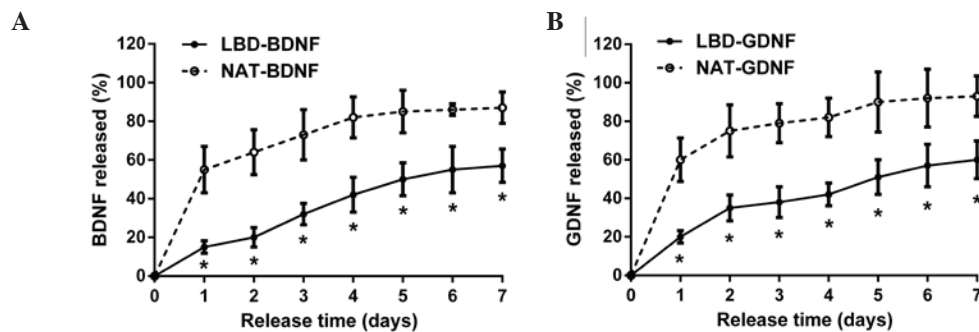 A
LBD-BDNF
NAT-BDNF
BDNF released (%)
120
100
80
60
40
20
0
* * * * * * *
0 1 2 3 4 5 6 7
Release time (days)
B
LBD-GDNF
NAT-GDNF
GDNF released (%)
120
100
80
60
40
20
0
* * * * * * *
0 1 2 3 4 5 6 7
Release time (days)